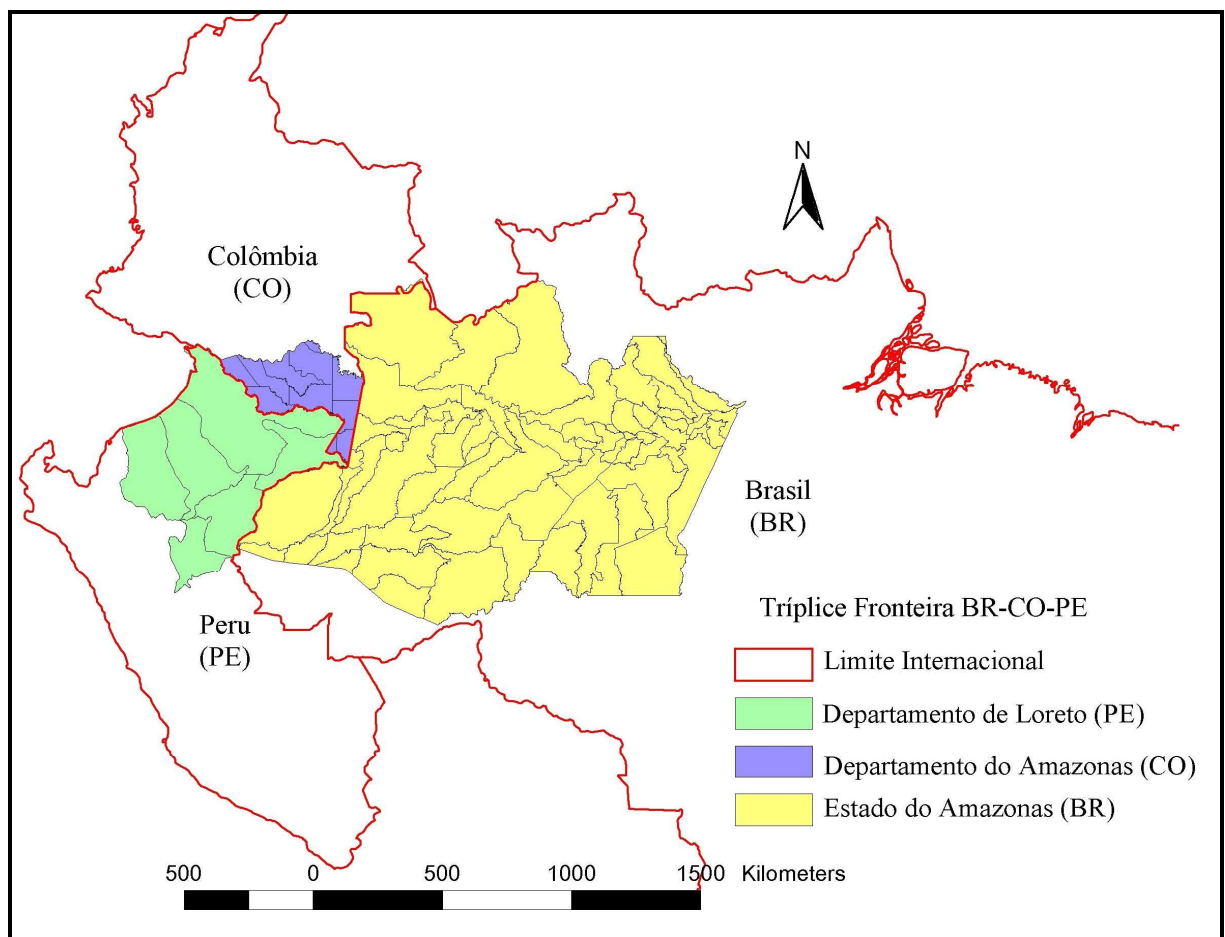 N
Colômbia
(CO)
Brasil
(BR)
Peru
(PE)
Tríplice Fronteira BR-CO-PE
Limite Internacional
Departamento de Loreto (PE)
Departamento do Amazonas (CO)
Estado do Amazonas (BR)
500 0 500 1000 1500 Kilometers